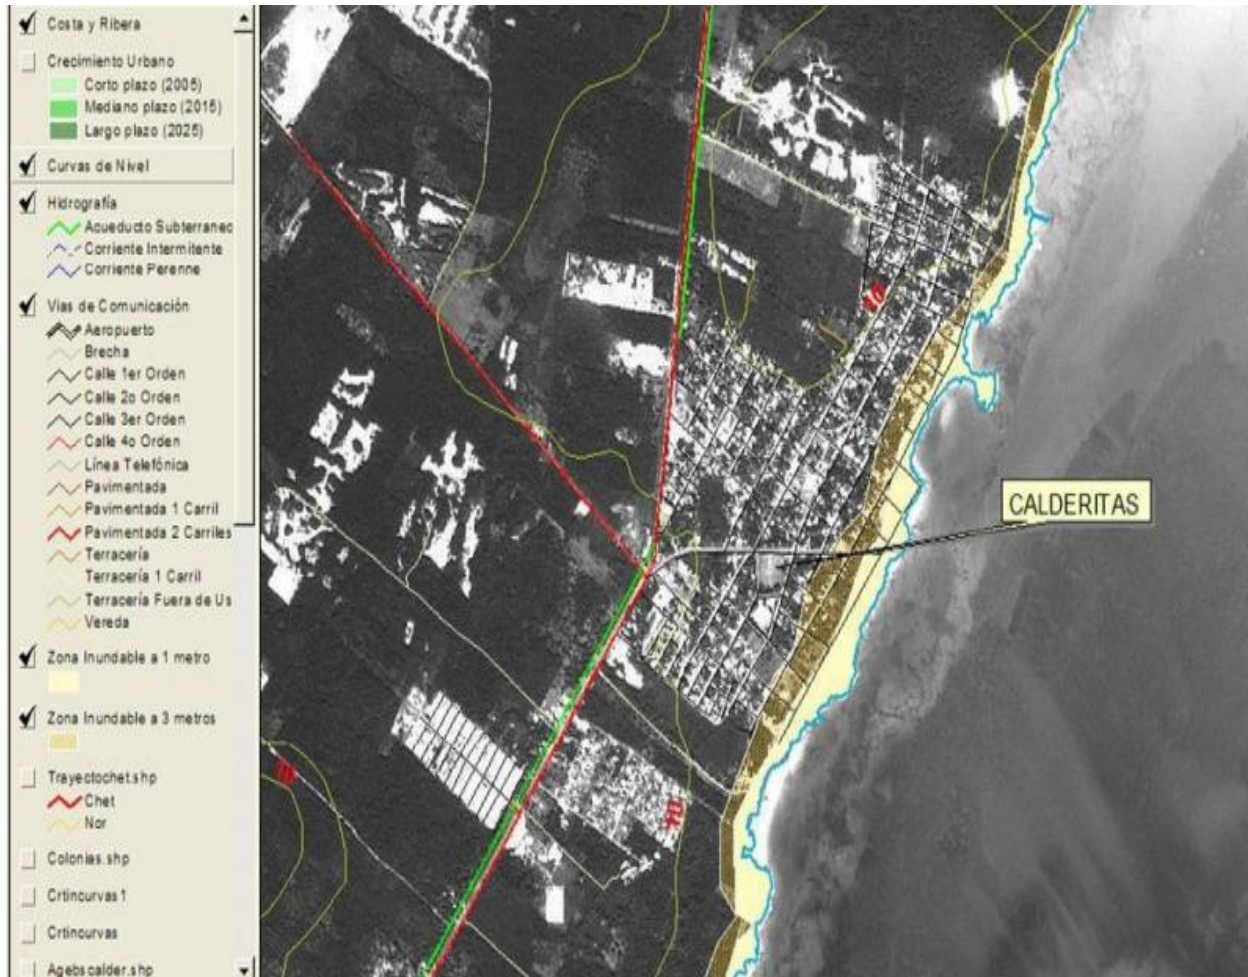 Costa y Ribera
Crecimiento Urbano
Corto plazo (2005)
Mediano plazo (2015)
Largo plazo (2025)
Curvas de Nivel
Hidrografía
Acueducto Subterraneo
Corriente Intermitente
Corriente Perenne
Vias de Comunicación
Aeropuerto
Brecha
Calle 1er Orden
Calle 2o Orden
Calle 3er Orden
Calle 4o Orden
Línea Telefónica
Pavimentada
Pavimentada 1 Carril
Pavimentada 2 Carriles
Terracería
Terracería 1 Carril
Terracería Fuera de Us
Vereda
Zona Inundable a 1 metro
Zona Inundable a 3 metros
Trayectochet.shp
Chet
Nor
Colonias.shp
Crtincurvas1
Crtincurvas
Agebscalder.shp
CALDERITAS
10
10
10